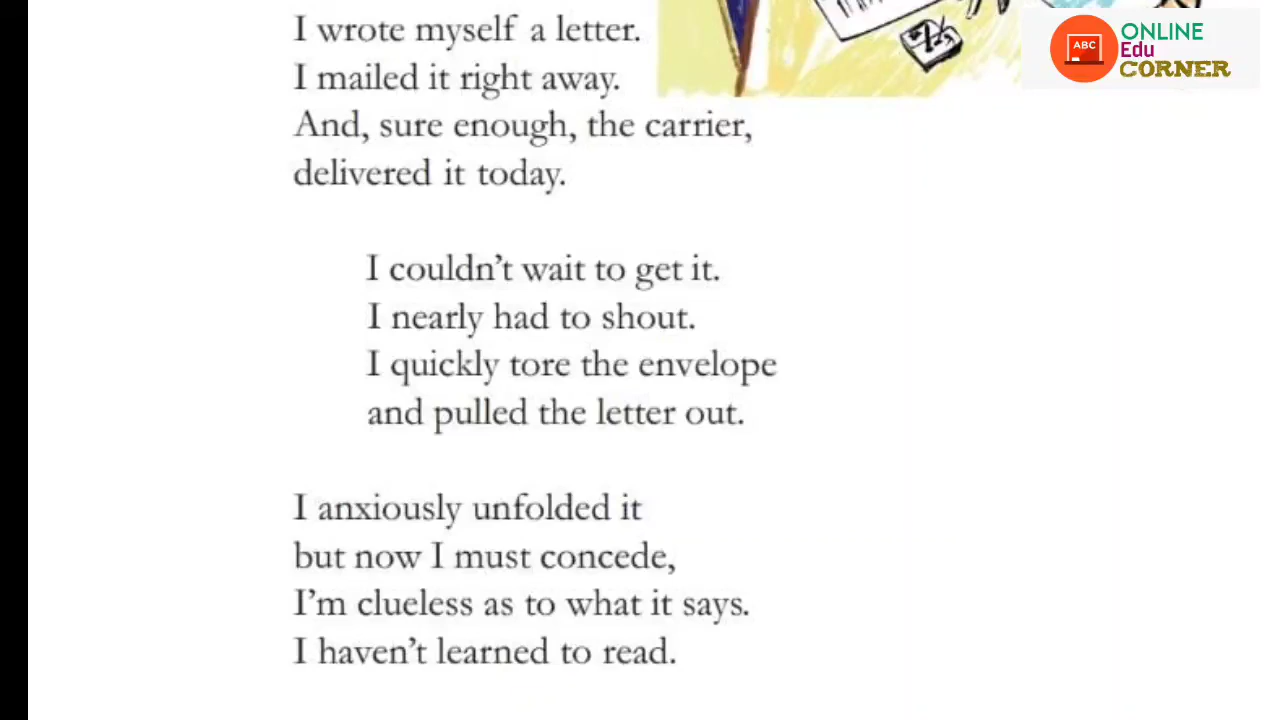 I wrote myself a letter.
I mailed it right away.
And, sure enough, the carrier,
delivered it today.
I couldn't wait to get it.
I nearly had to shout.
I quickly tore the envelope
and pulled the letter out.
I anxiously unfolded it
but now I must concede,
I'm clueless as to what it says.
I haven't learned to read.
ABC
ONLINE
Edu
CORNER